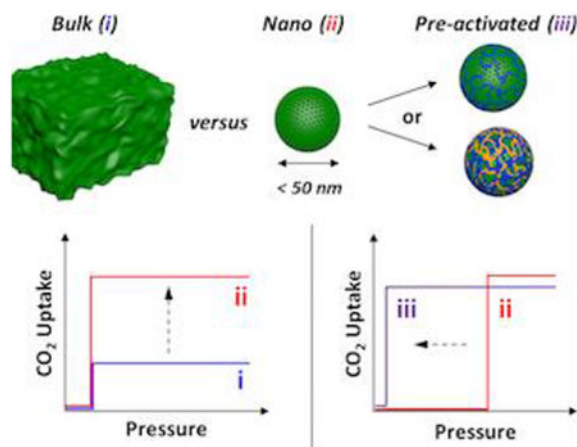 Bulk (i) Nano (ii) Pre-activated (iii)
versus or
< 50 nm
CO2 Uptake
ii
i
Pressure
CO2 Uptake
iii ii
Pressure